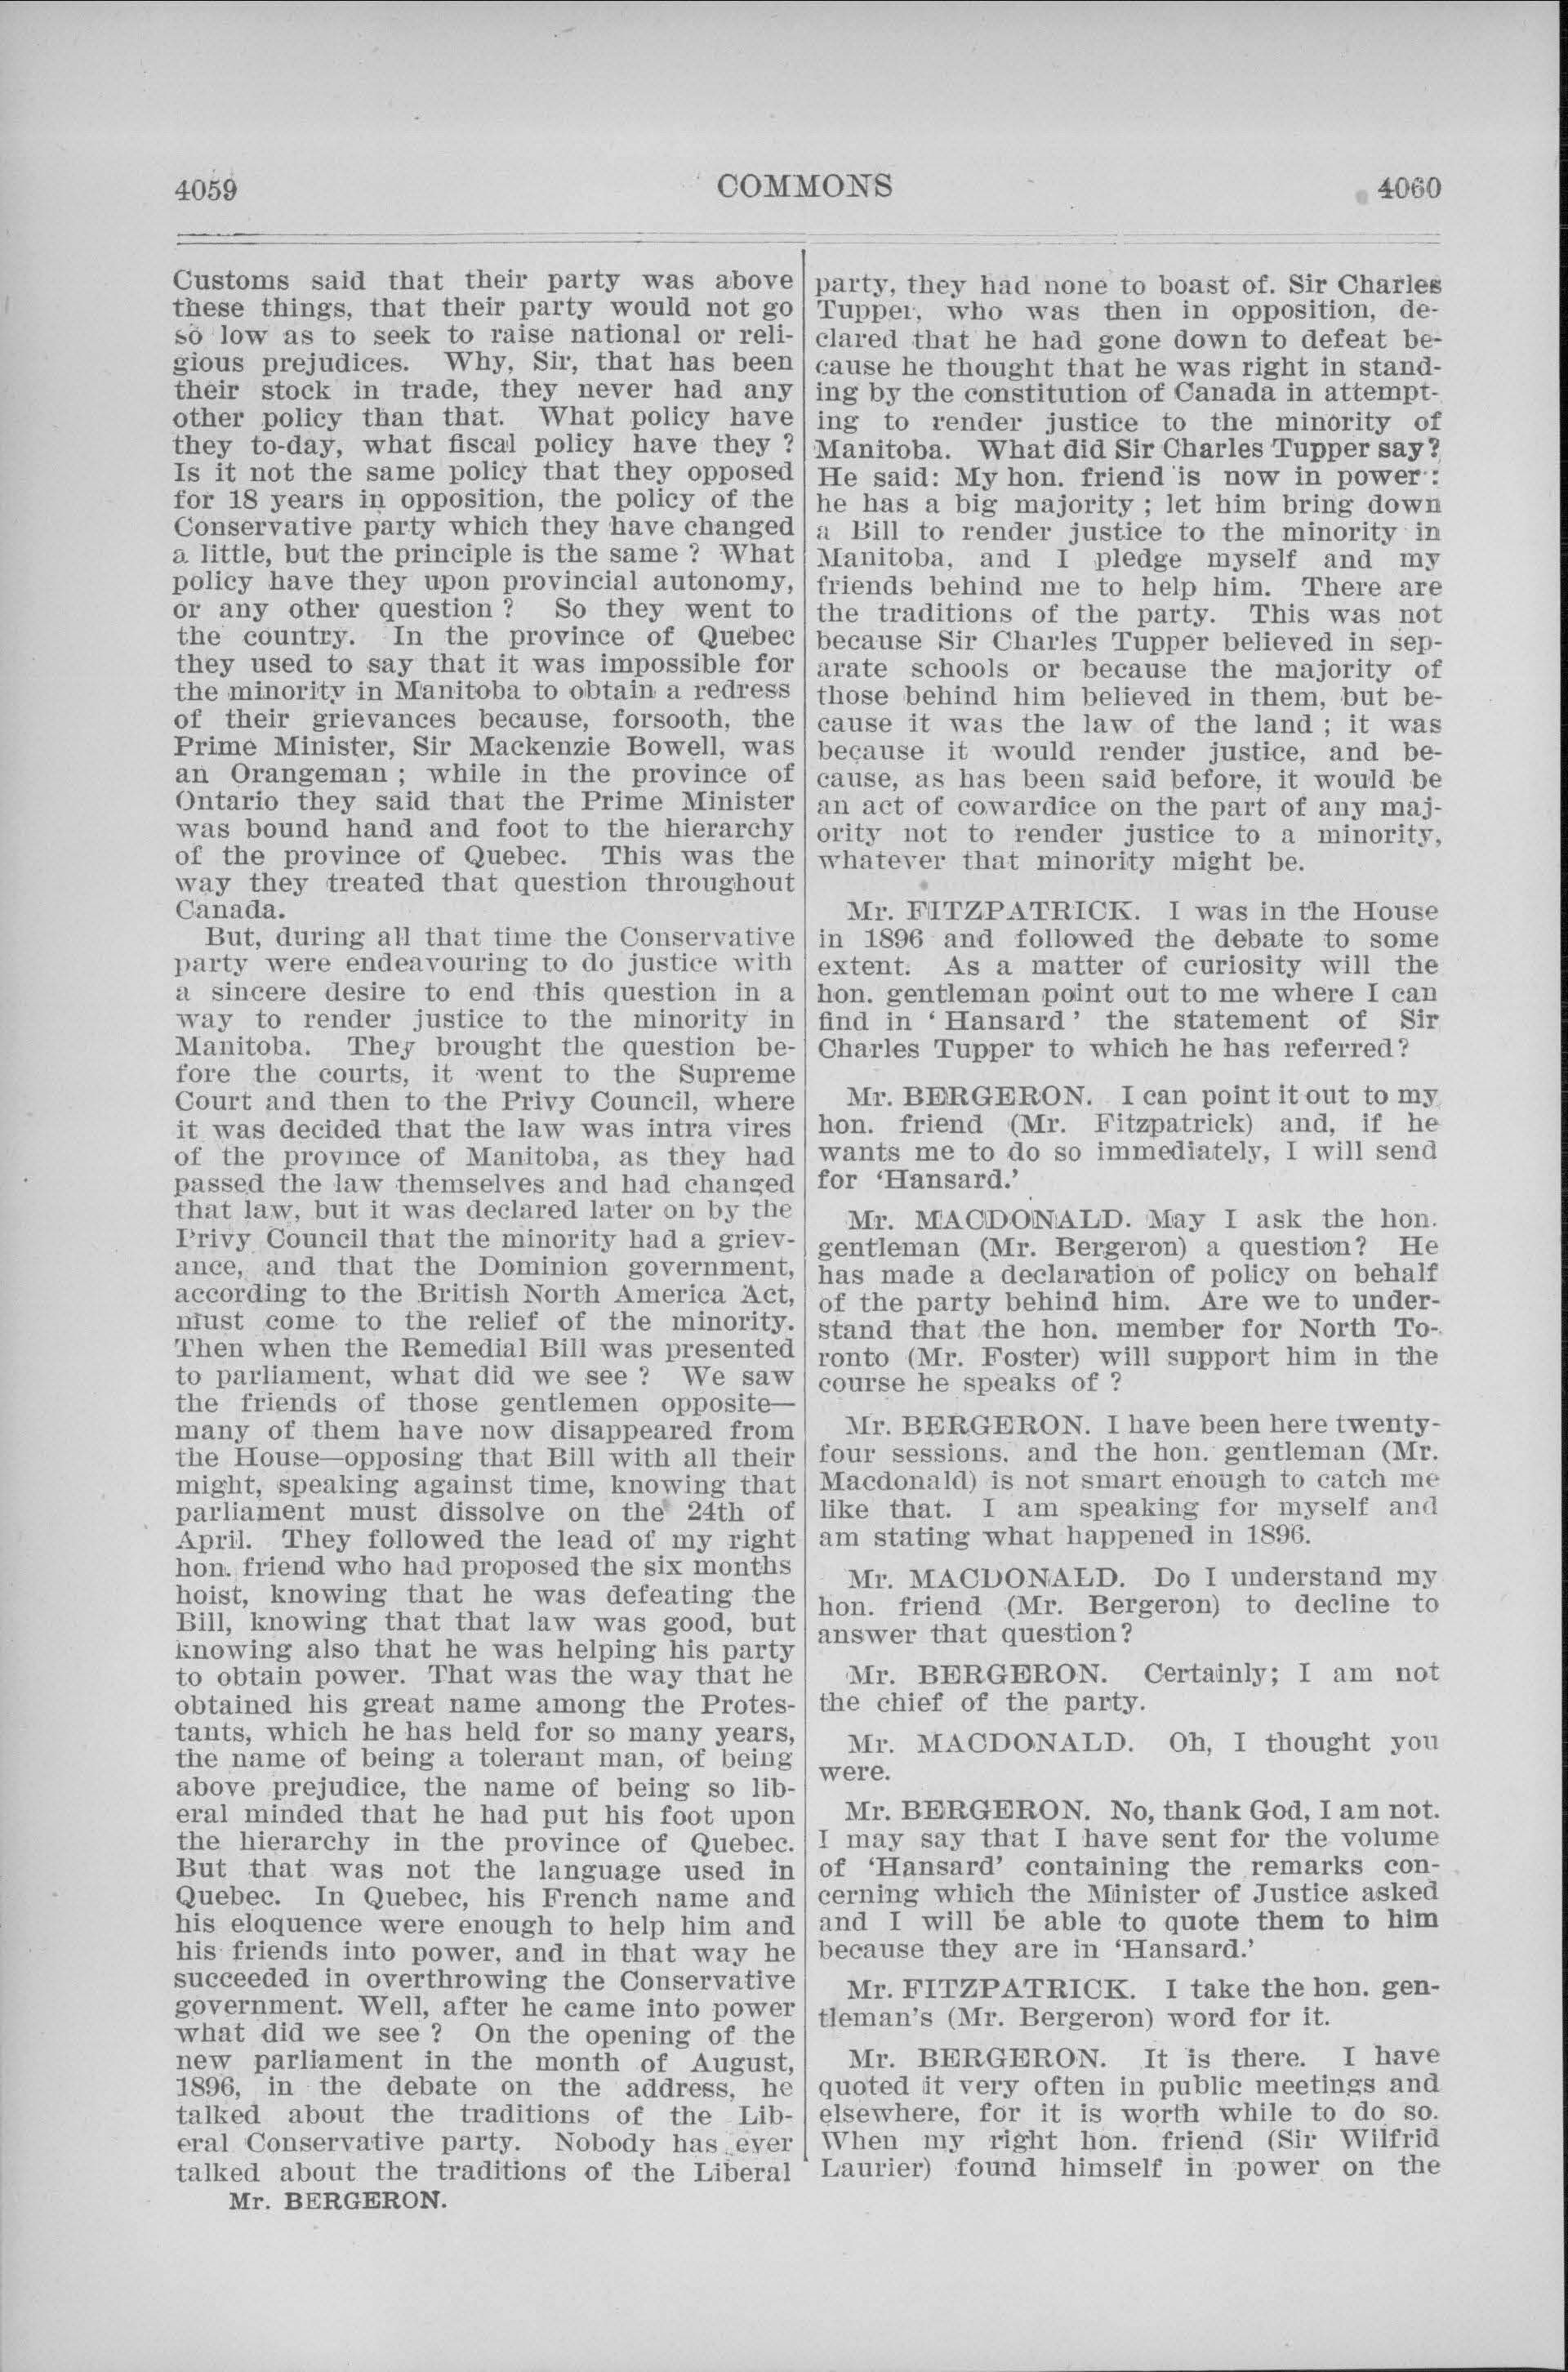 4059
COMMONS
4060
Customs said that their party was above
these things, that their party would not go
so low as to seek to raise national or reli-
gious prejudices. Why, Sir, that has been
their stock in trade, they never had any
other policy than that. What policy have
they to-day, what fiscal policy have they ?
Is it not the same policy that they opposed
for 18 years in opposition, the policy of the
Conservative party which they have changed
a little, but the principle is the same ? What
policy have they upon provincial autonomy,
or any other question ? So they went to
the country. In the province of Quebec
they used to say that it was impossible for
the minority in Manitoba to obtain a redress
of their grievances because, forsooth, the
Prime Minister, Sir Mackenzie Bowell, was
an Orangeman ; while in the province of
Ontario they said that the Prime Minister
was bound hand and foot to the hierarchy
of the province of Quebec. This was the
way they treated that question throughout
Canada.
But, during all that time the Conservative
party were endeavouring to do justice with
a sincere desire to end this question in a
way to render justice to the minority in
Manitoba. They brought the question be-
fore the courts, it went to the Supreme
Court and then to the Privy Council, where
it was decided that the law was intra vires
of the province of Manitoba, as they had
passed the law themselves and had changed
that law, but it was declared later on by the
Privy Council that the minority had a griev-
ance, and that the Dominion government,
according to the British North America Act,
must come to the relief of the minority.
Then when the Remedial Bill was presented
to parliament, what did we see ? We saw
the friends of those gentlemen opposite—
many of them have now disappeared from
the House—opposing that Bill with all their
might, speaking against time, knowing that
parliament must dissolve on the 24th of
April. They followed the lead of my right
hon. friend who had proposed the six months
hoist, knowing that he was defeating the
Bill, knowing that that law was good, but
knowing also that he was helping his party
to obtain power. That was the way that he
obtained his great name among the Protes-
tants, which he has held for so many years,
the name of being a tolerant man, of being
above prejudice, the name of being so lib-
eral minded that he had put his foot upon
the hierarchy in the province of Quebec.
But that was not the language used in
Quebec. In Quebec, his French name and
his eloquence were enough to help him and
his friends into power, and in that way he
succeeded in overthrowing the Conservative
government. Well, after he came into power
what did we see ? On the opening of the
new parliament in the month of August,
1896, in the debate on the address, he
talked about the traditions of the Lib-
eral Conservative party. Nobody has ever
talked about the traditions of the Liberal
Mr. BERGERON.
party, they had none to boast of. Sir Charles
Tupper, who was then in opposition, de-
clared that he had gone down to defeat be-
cause he thought that he was right in stand-
ing by the constitution of Canada in attempt-
ing to render justice to the minority of
Manitoba. What did Sir Charles Tupper say?
He said: My hon. friend is now in power :
he has a big majority ; let him bring down
a Bill to render justice to the minority in
Manitoba, and I pledge myself and my
friends behind me to help him. There are
the traditions of the party. This was not
because Sir Charles Tupper believed in sep-
arate schools or because the majority of
those behind him believed in them, but be-
cause it was the law of the land ; it was
because it would render justice, and be-
cause, as has been said before, it would be
an act of cowardice on the part of any maj-
ority not to render justice to a minority,
whatever that minority might be.
Mr. FITZPATRICK. I was in the House
in 1896 and followed the debate to some
extent. As a matter of curiosity will the
hon. gentleman point out to me where I can
find in ' Hansard ' the statement of Sir
Charles Tupper to which he has referred?
Mr. BERGERON. I can point it out to my
hon. friend (Mr. Fitzpatrick) and, if he
wants me to do so immediately, I will send
for 'Hansard.'
Mr. MACDONALD. May I ask the hon.
gentleman (Mr. Bergeron) a question? He
has made a declaration of policy on behalf
of the party behind him. Are we to under-
stand that the hon. member for North To-
ronto (Mr. Foster) will support him in the
course he speaks of ?
Mr. BERGERON. I have been here twenty-
four sessions, and the hon. gentleman (Mr.
Macdonald) is not smart enough to catch me
like that. I am speaking for myself and
am stating what happened in 1896.
Mr. MACDONALD. Do I understand my
hon. friend (Mr. Bergeron) to decline to
answer that question?
Mr. BERGERON. Certainly; I am not
the chief of the party.
Mr. MACDONALD. Oh, I thought you
were.
Mr. BERGERON. No, thank God, I am not.
I may say that I have sent for the volume
of 'Hansard' containing the remarks con-
cerning which the Minister of Justice asked
and I will be able to quote them to him
because they are in 'Hansard.'
Mr. FITZPATRICK. I take the hon. gen-
tleman's (Mr. Bergeron) word for it.
Mr. BERGERON. It is there. I have
quoted it very often in public meetings and
elsewhere, for it is worth while to do so.
When my right hon. friend (Sir Wilfrid
Laurier) found himself in power on the